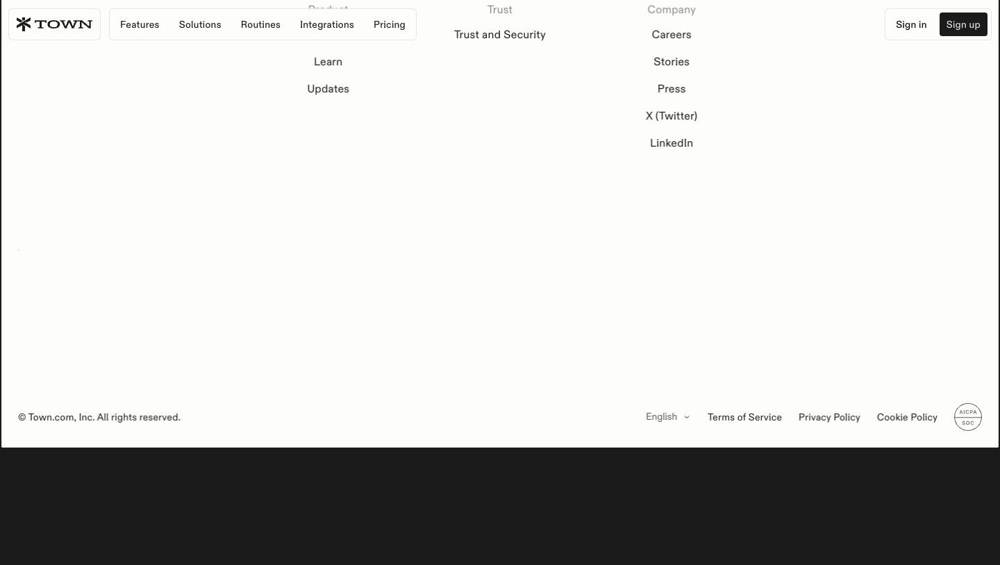 TOWN
Features Solutions Routines Integrations Pricing
Sign in Sign up
Product
Learn
Updates
Trust
Trust and Security
Company
Careers
Stories
Press
X (Twitter)
LinkedIn
© Town.com, Inc. All rights reserved.
English
Terms of Service
Privacy Policy
Cookie Policy
AICPA
SOC